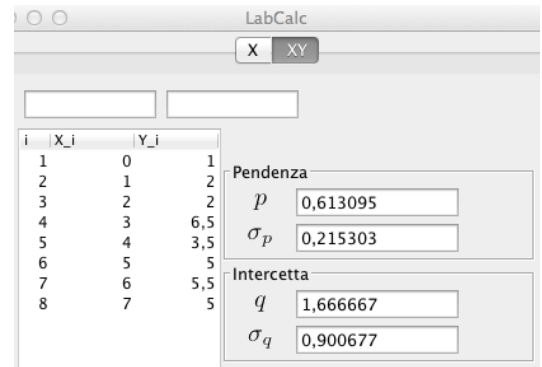 LabCalc
X XY
i X_i Y_i
1 0 1
2 1 2
3 2 2
4 3 6,5
5 4 3,5
6 5 5
7 6 5,5
8 7 5
Pendenza
p 0,613095
σp 0,215303
Intercetta
q 1,666667
σq 0,900677